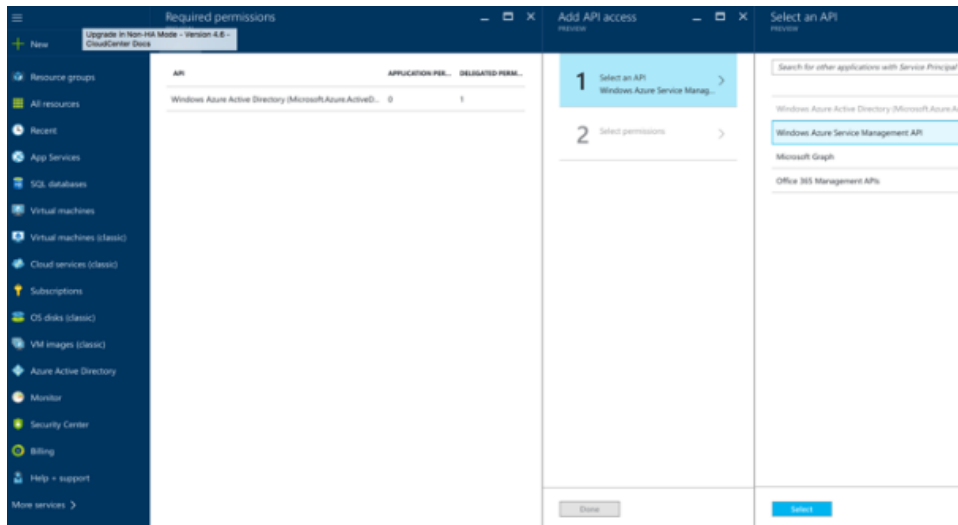 Required permissions
Upgrade in Non-HA Mode - Version 4.6 -
CloudCenter Docs
New
Resource groups
All resources
Recent
App Services
SQL databases
Virtual machines
Virtual machines (classic)
Cloud services (classic)
Subscriptions
OS disks (classic)
VM images (classic)
Azure Active Directory
Monitor
Security Center
Billing
Help + support
More services
API APPLICATION PER... DELEGATED PERM...
Windows Azure Active Directory (Microsoft.Azure.ActiveD... 0 1
Add API access
PREVIEW
1 Select an API
Windows Azure Service Manag...
2 Select permissions
Done
Select an API
PREVIEW
Search for other applications with Service Principal
Windows Azure Active Directory (Microsoft.Azure.A
Windows Azure Service Management API
Microsoft Graph
Office 365 Management APIs
Select